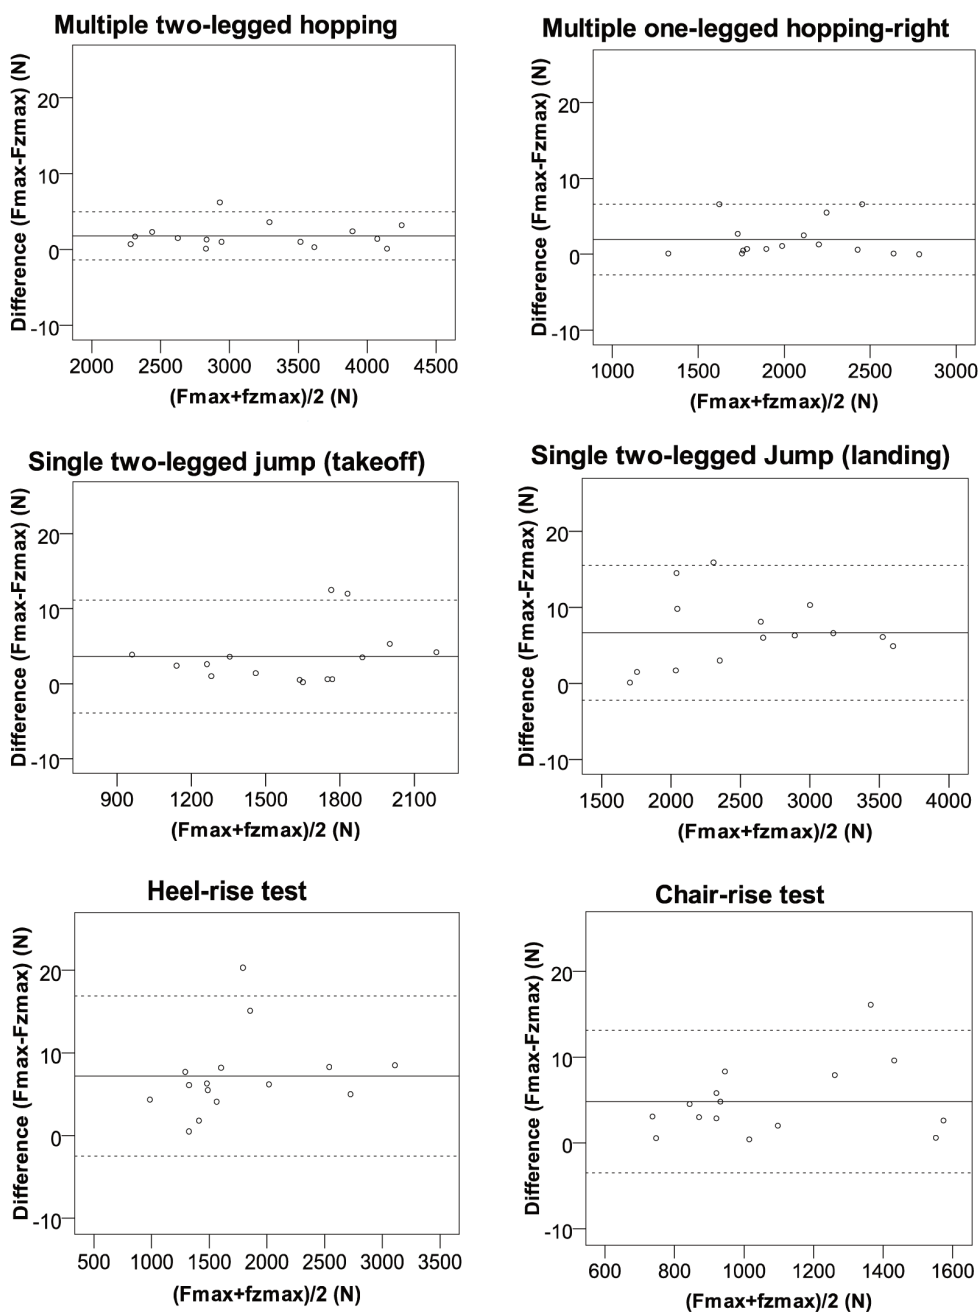 Multiple two-legged hopping
Difference (Fmax-Fzmax) (N)
20
10
0
-10
2000 2500 3000 3500 4000 4500
(Fmax+fzmax)/2 (N)
Multiple one-legged hopping-right
Difference (Fmax-Fzmax) (N)
20
10
0
-10
1000 1500 2000 2500 3000
(Fmax+fzmax)/2 (N)
Single two-legged jump (takeoff)
Difference (Fmax-Fzmax) (N)
20
10
0
-10
900 1200 1500 1800 2100
(Fmax+fzmax)/2 (N)
Single two-legged Jump (landing)
Difference (Fmax-Fzmax) (N)
20
10
0
-10
1500 2000 2500 3000 3500 4000
(Fmax+fzmax)/2 (N)
Heel-rise test
Difference (Fmax-Fzmax) (N)
20
10
0
-10
500 1000 1500 2000 2500 3000 3500
(Fmax+fzmax)/2 (N)
Chair-rise test
Difference (Fmax-Fzmax) (N)
20
10
0
-10
600 800 1000 1200 1400 1600
(Fmax+fzmax)/2 (N)